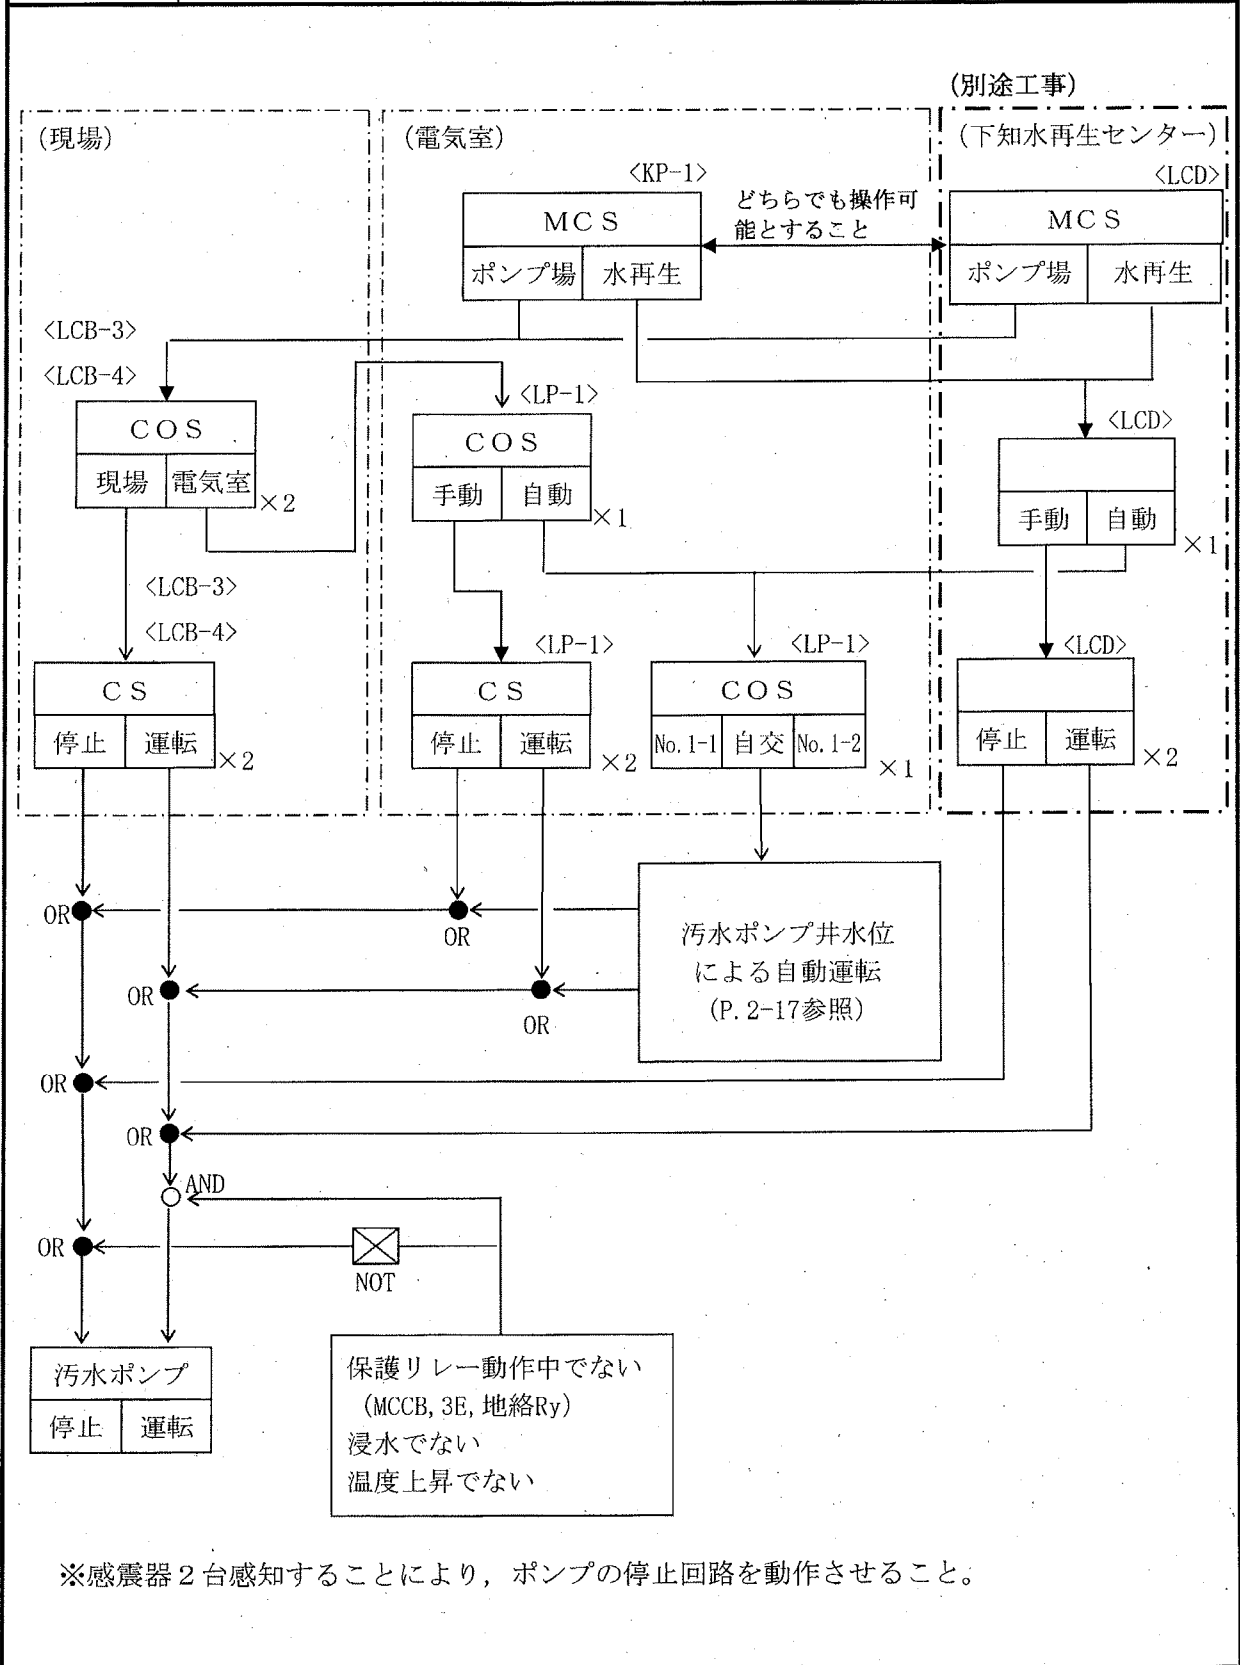 (別途工事)
(現場)
(電気室)
(下知水再生センター)
<KP-1>
<LCD>
どちらでも操作可
能とすること
MCS
ポンプ場 水再生
MCS
ポンプ場 水再生
<LCB-3>
<LCB-4>
COS
現場 電気室 ×2
<LP-1>
COS
手動 自動 ×1
<LCD>
手動 自動 ×1
<LCB-3>
<LCB-4>
CS
停止 運転 ×2
<LP-1>
CS
停止 運転 ×2
<LP-1>
COS
No.1-1 自交 No.1-2 ×1
<LCD>
停止 運転 ×2
OR
OR
OR
OR
汚水ポンプ井水位
による自動運転
(P.2-17参照)
OR
OR
AND
OR
NOT
汚水ポンプ
停止 運転
保護リレー動作中でない
(MCCB,3E,地絡Ry)
浸水でない
温度上昇でない
※感震器2台感知することにより，ポンプの停止回路を動作させること。